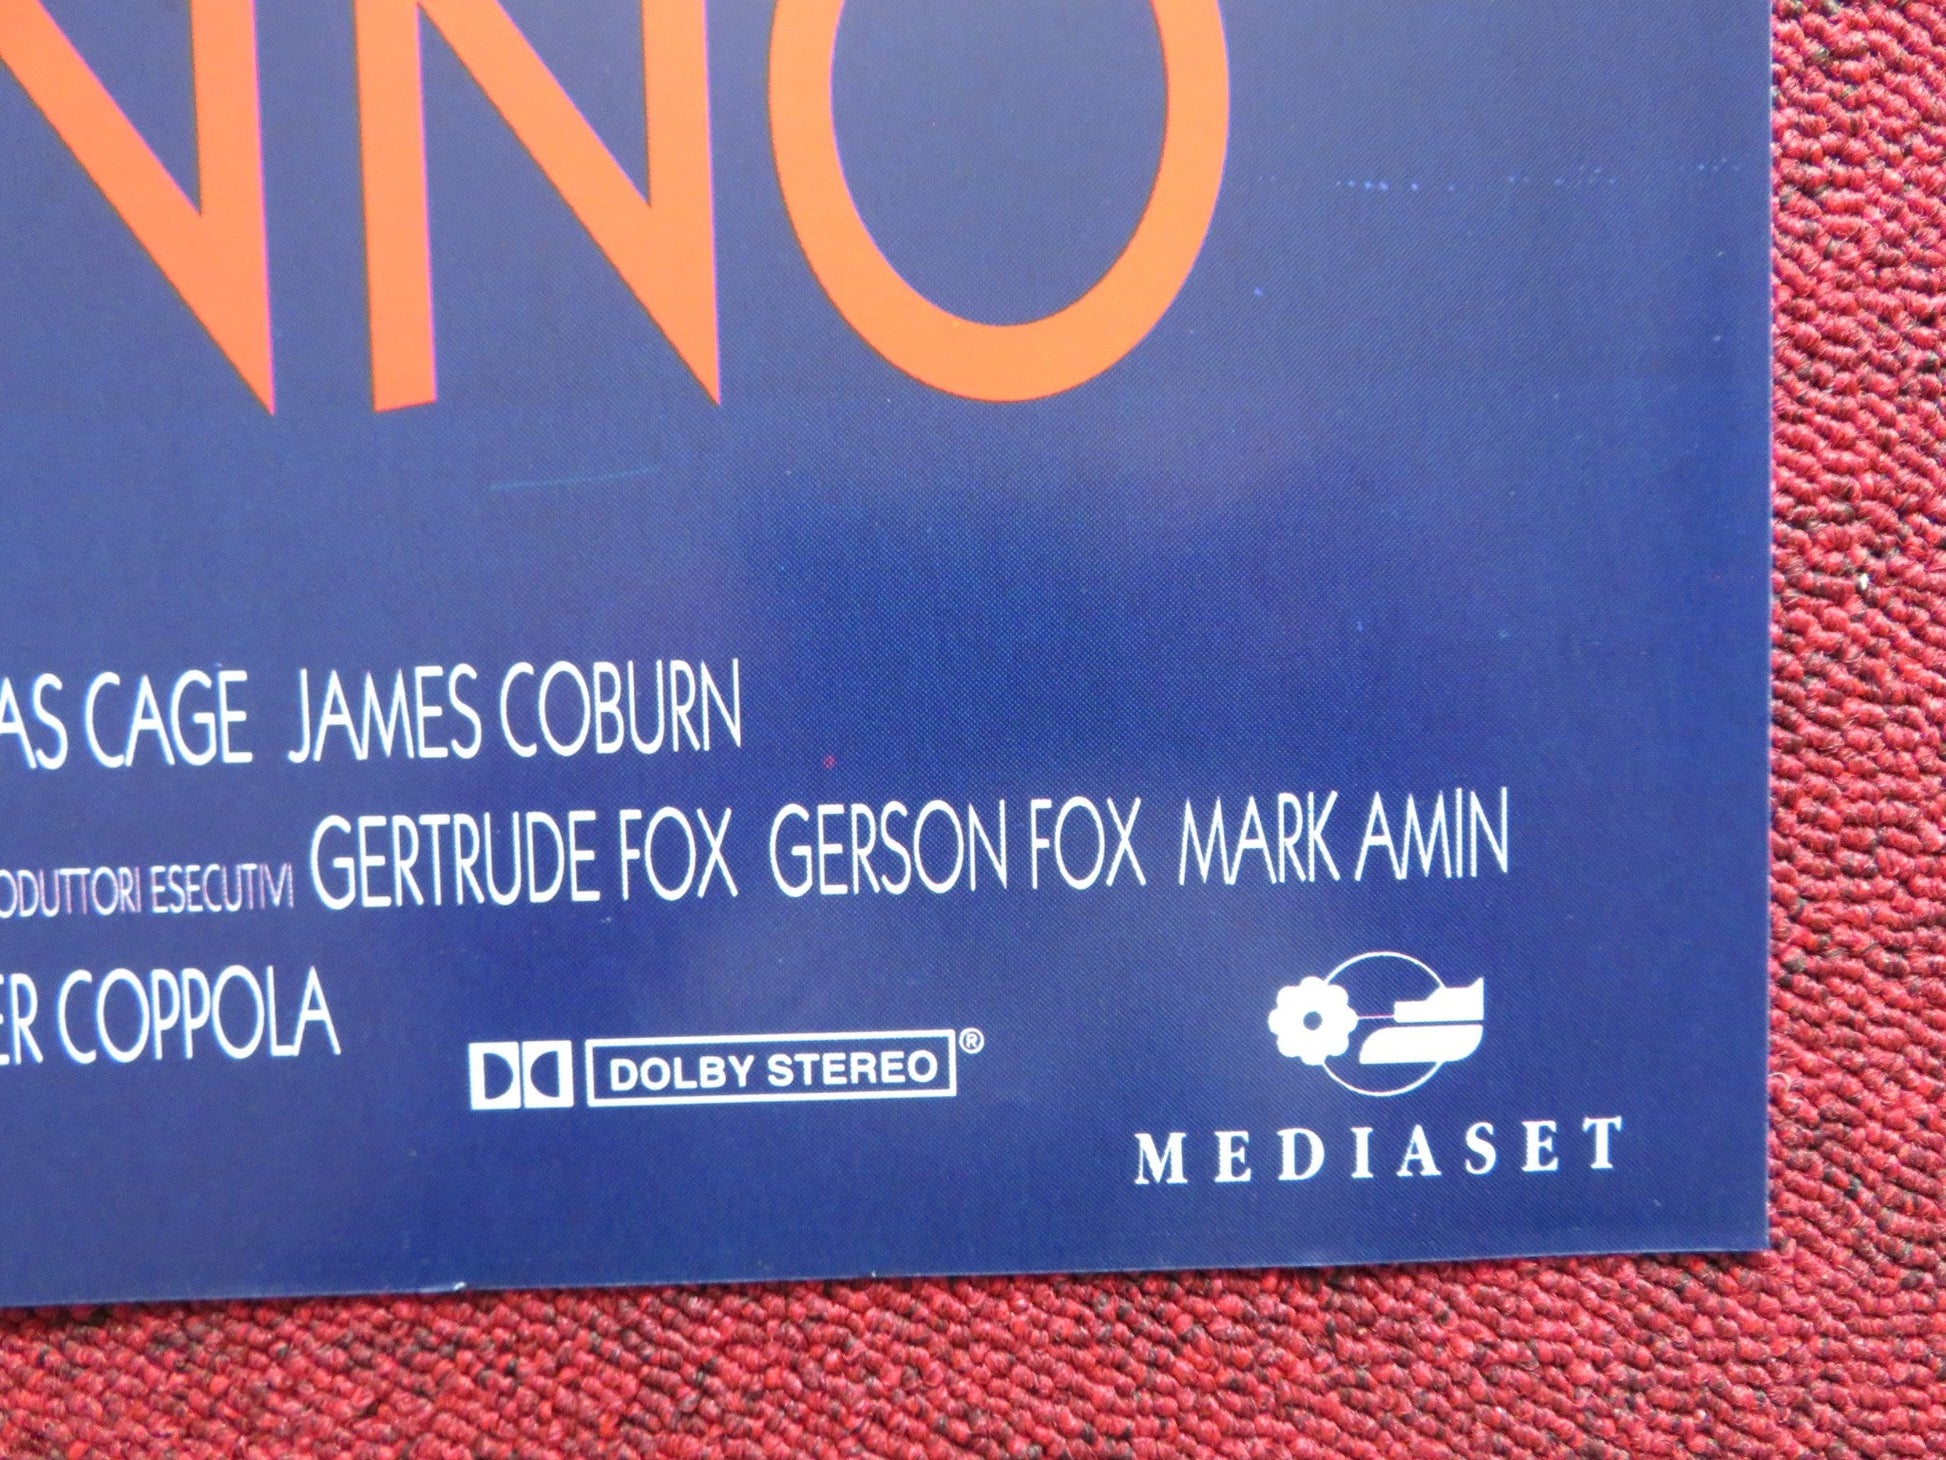 NNO
AS CAGE JAMES COBURN
ODUTTORI ESECUTIVI GERTRUDE FOX GERSON FOX MARK AMIN
ER COPPOLA
DOLBY STEREO®
MEDIASET